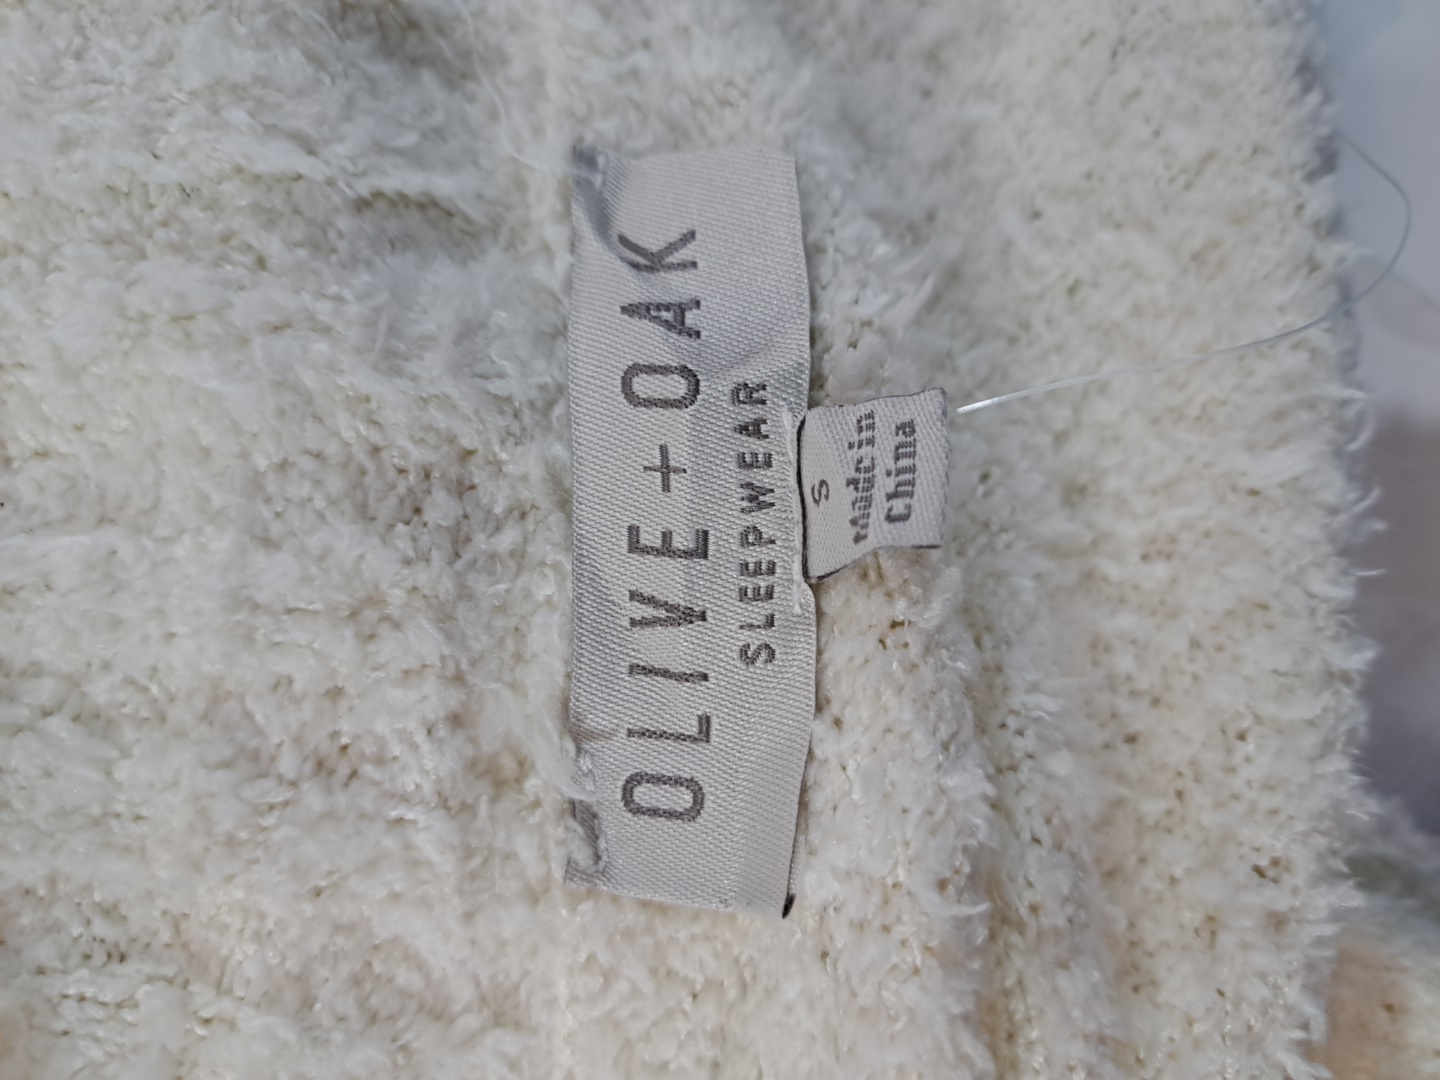 OLIVE + OAK
SLEEPWEAR
S
Made in
China